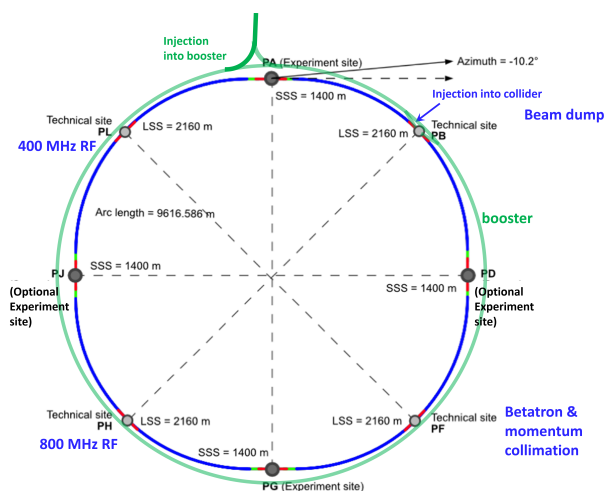 Injection
into booster
PA (Experiment site)
Azimuth = -10.2°
SSS = 1400 m
Injection into collider
Beam dump
Technical site
PL
LSS = 2160 m
400 MHz RF
Technical site
PB
LSS = 2160 m
Arc length = 9616.586 m
booster
PJ
SSS = 1400 m
(Optional
Experiment
site)
PD
SSS = 1400 m
(Optional
Experiment
site)
Technical site
PH
LSS = 2160 m
800 MHz RF
LSS = 2160 m
Technical site
PF
Betatron &
momentum
collimation
SSS = 1400 m
PG (Experiment site)